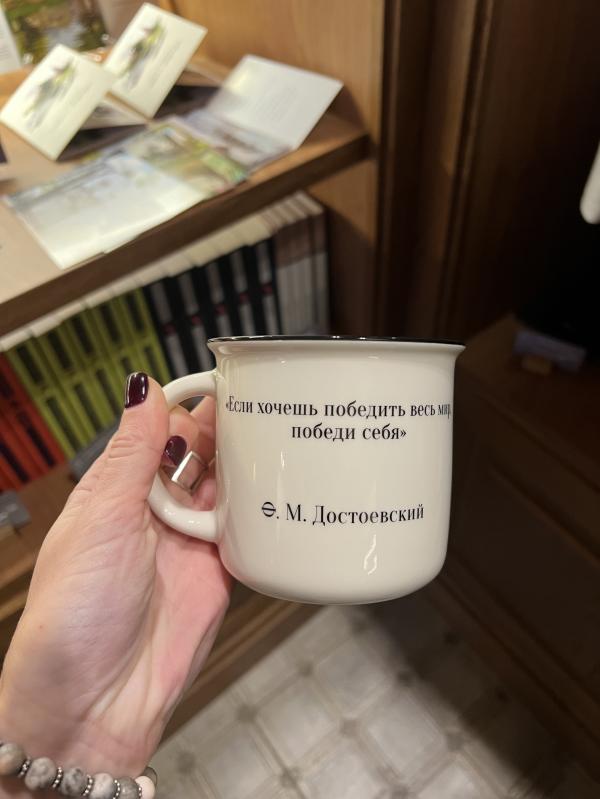 «Если хочешь победить весь мир,
победи себя»
Ѳ. М. Достоевский